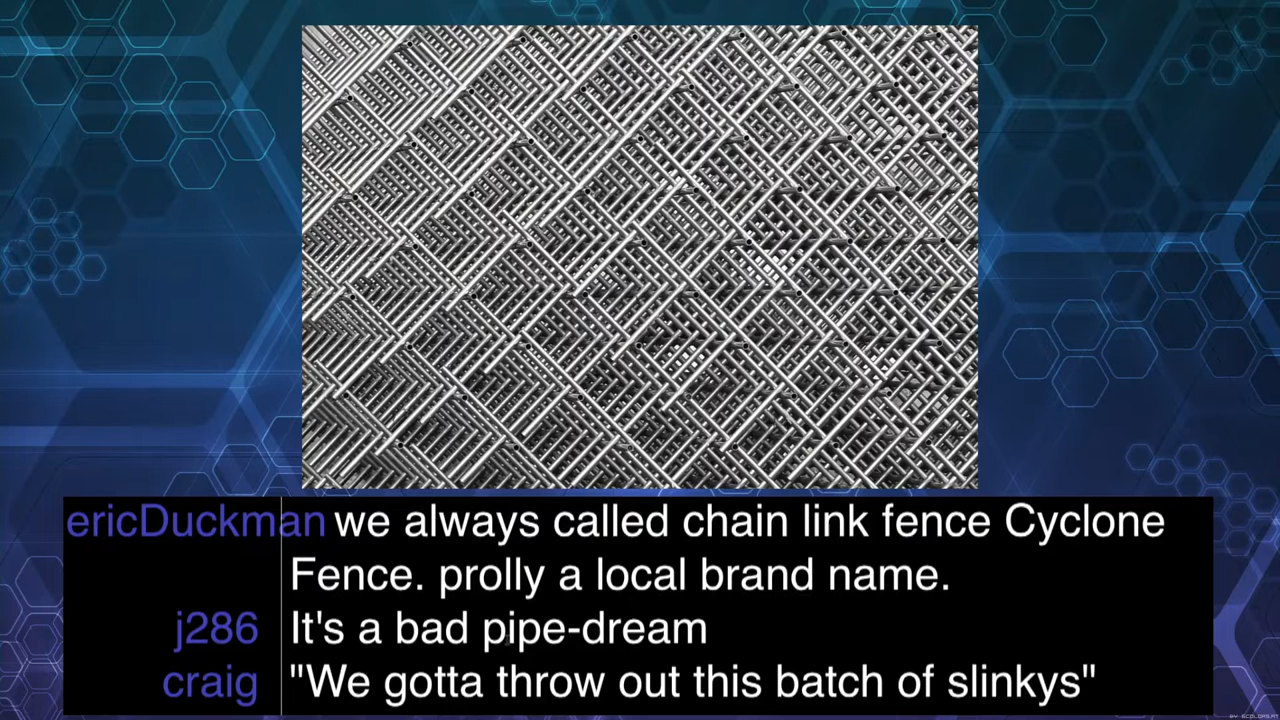 ericDuckman we always called chain link fence Cyclone
Fence. prolly a local brand name.
j286 It's a bad pipe-dream
craig "We gotta throw out this batch of slinkys"